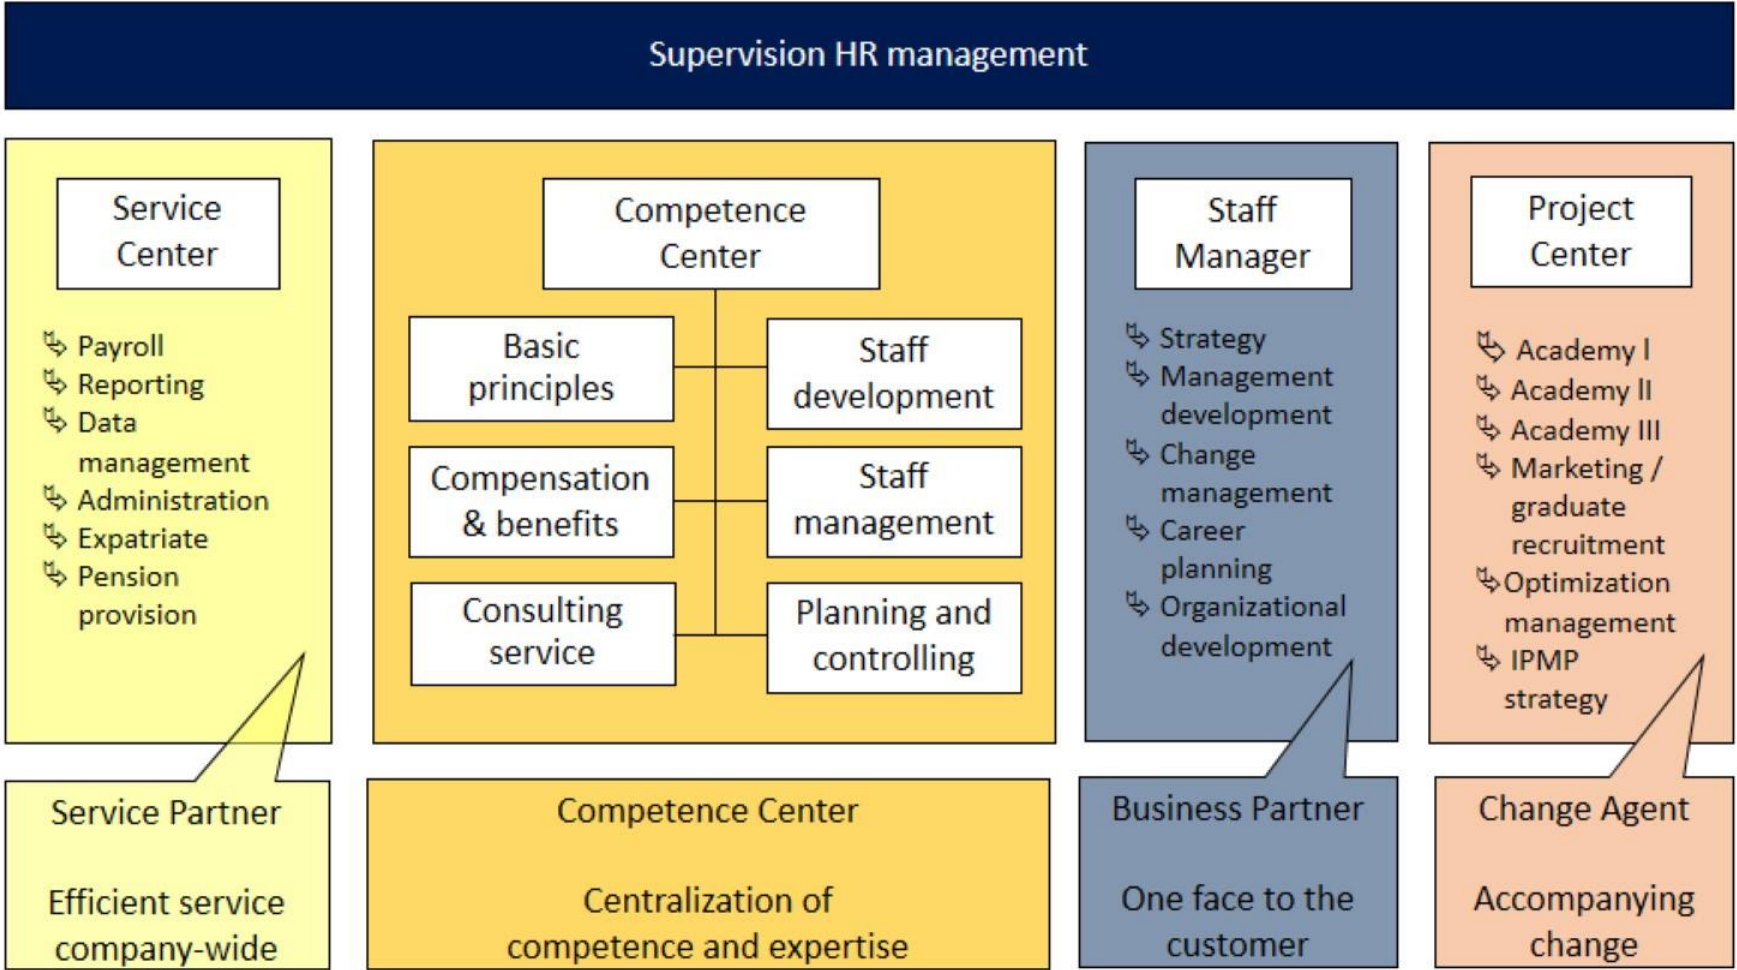 Supervision HR management
Service
Center
Payroll
Reporting
Data
management
Administration
Expatriate
Pension
provision
Competence
Center
Basic
principles
Staff
development
Compensation
& benefits
Staff
management
Consulting
service
Planning and
controlling
Staff
Manager
Strategy
Management
development
Change
management
Career
planning
Organizational
development
Project
Center
Academy l
Academy ll
Academy III
Marketing /
graduate
recruitment
Optimization
management
IPMP
strategy
Service Partner
Efficient service
company-wide
Competence Center
Centralization of
competence and expertise
Business Partner
One face to the
customer
Change Agent
Accompanying
change